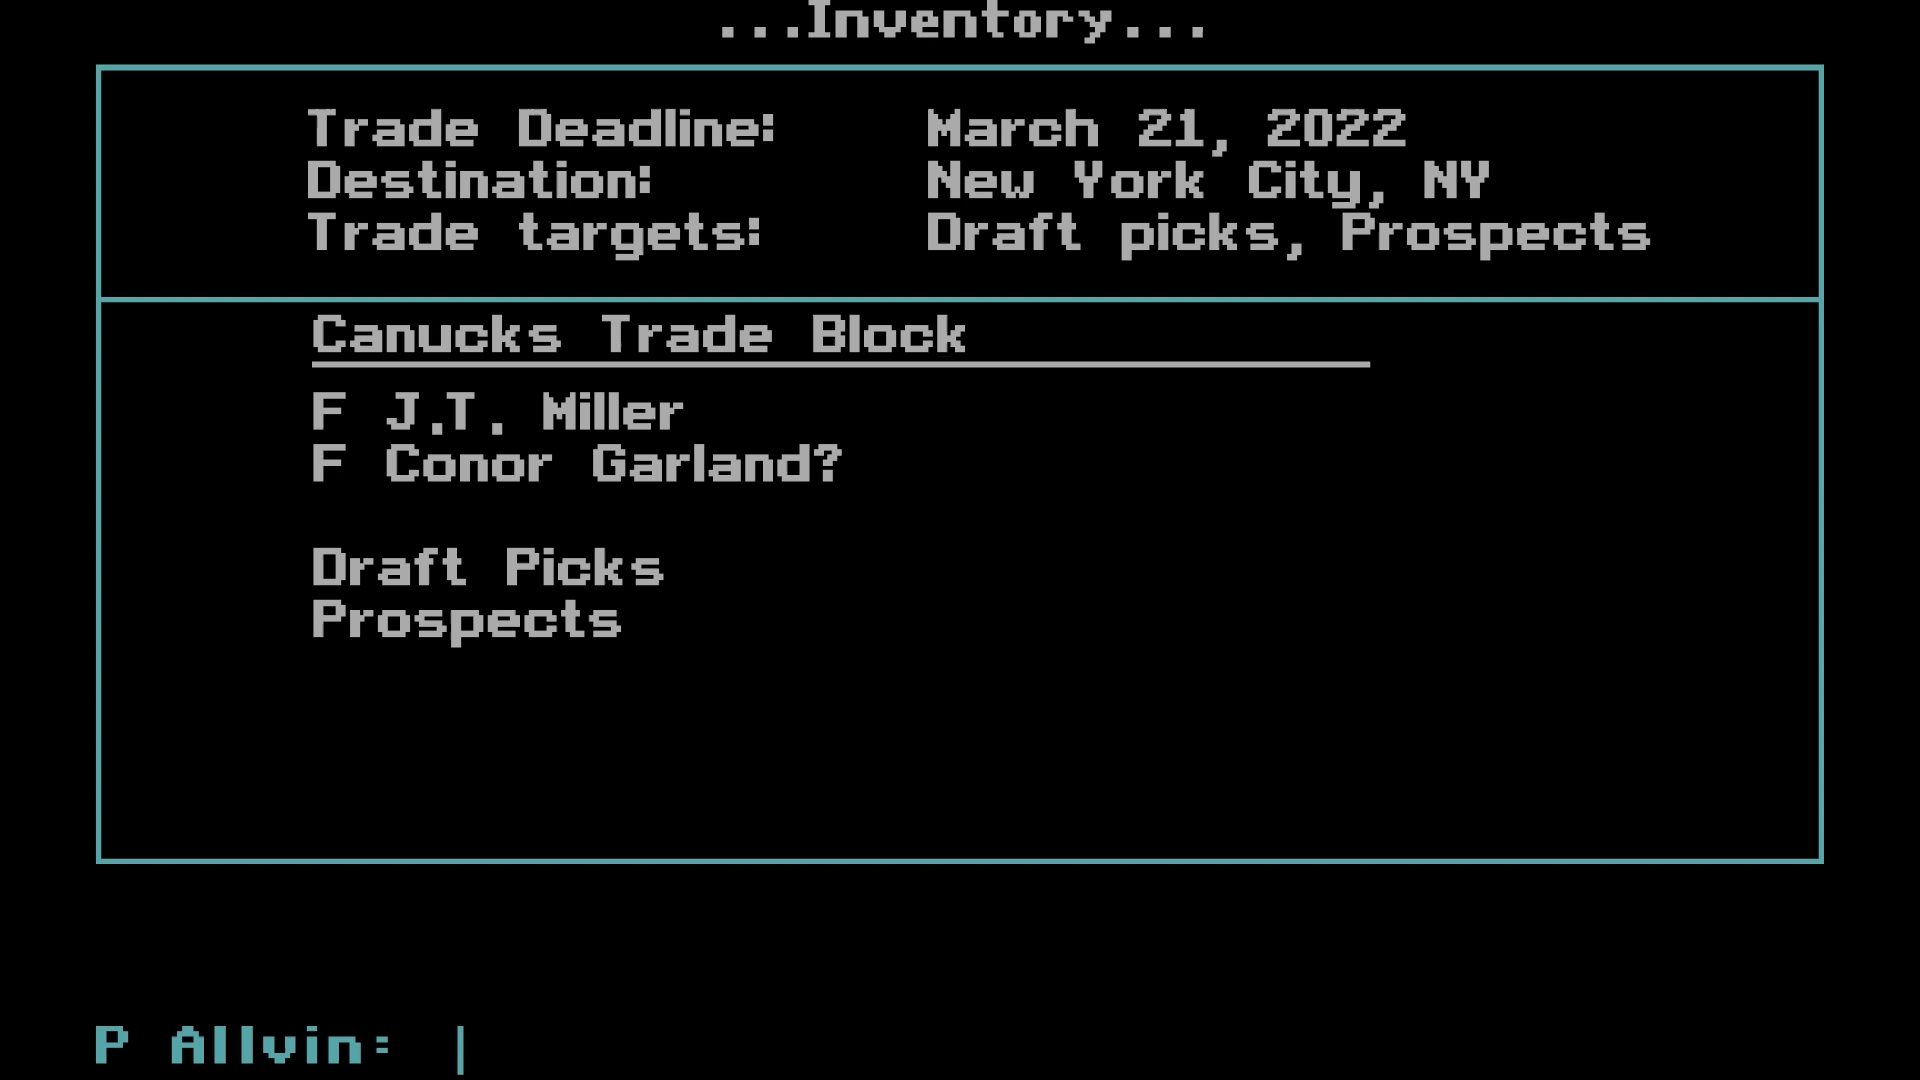 ...Inventory...
Trade Deadline: March 21, 2022
Destination: New York City, NY
Trade targets: Draft picks, Prospects
Canucks Trade Block
F J.T. Miller
F Conor Garland?
Draft Picks
Prospects
P Allvin: |